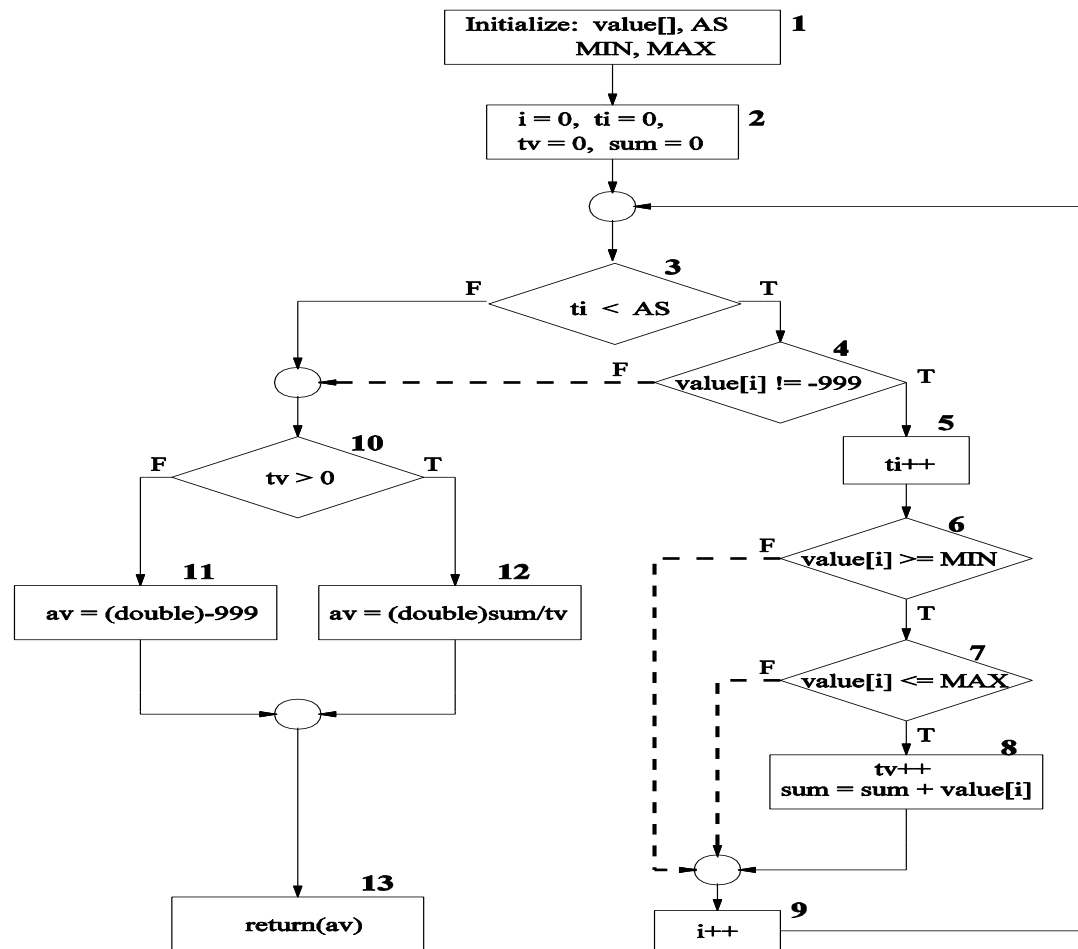 Initialize: value[], AS
MIN, MAX
1
i = 0, ti = 0,
tv = 0, sum = 0
2
3
F
T
ti < AS
4
F
T
value[i] != -999
5
ti++
10
F
T
tv > 0
6
F
value[i] >= MIN
T
11
av = (double)-999
12
av = (double)sum/tv
7
F
value[i] <= MAX
T
8
tv++
sum = sum + value[i]
13
return(av)
9
i++